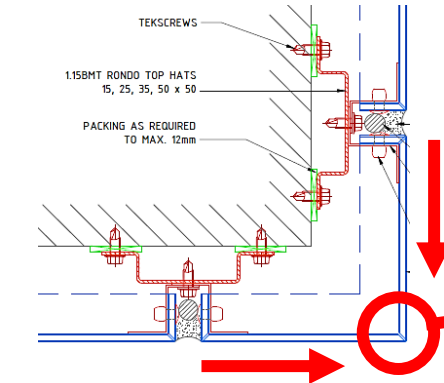 TEKSCREWS
1.15BMT RONDO TOP HATS
15, 25, 35, 50 x 50
PACKING AS REQUIRED
TO MAX. 12mm